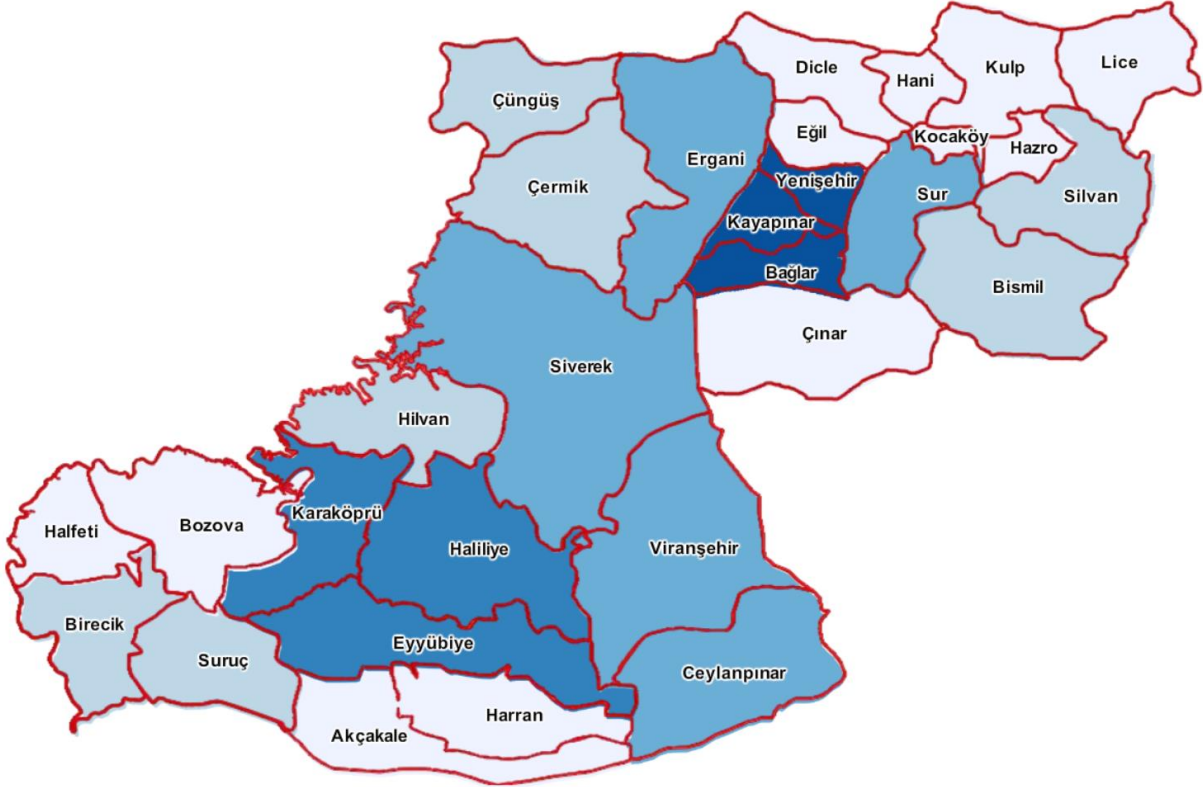 Lice
Dicle
Kulp
Hani
Çüngüş
Eğil
Kocaköy
Hazro
Ergani
Yenişehir
Çermik
Sur
Silvan
Kayapınar
Bağlar
Bismil
Çınar
Siverek
Hilvan
Karaköprü
Bozova
Halfeti
Haliliye
Viranşehir
Birecik
Eyyübiye
Suruç
Ceylanpınar
Harran
Akçakale